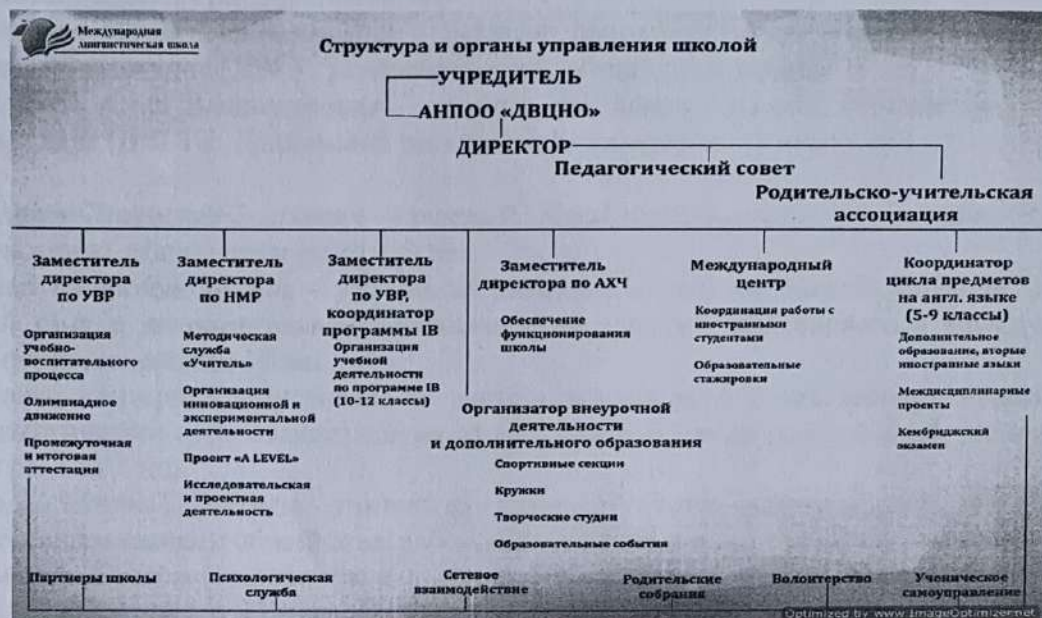 Международная
лингвистическая школа
Структура и органы управления школой
УЧРЕДИТЕЛЬ
АНПОО «ДВЦНО»
ДИРЕКТОР
Педагогический совет
Родительско-учительская
ассоциация
Заместитель
директора
по УВР
Организация
учебно-
воспитательного
процесса
Олимпиадное
движение
Промежуточная
и итоговая
аттестация
Заместитель
директора
по НМР
Методическая
служба
«Учитель»
Организация
инновационной и
экспериментальной
деятельности
Проект «A LEVEL»
Исследовательская
и проектная
деятельность
Заместитель
директора
по УВР,
координатор
программы IB
Организация
учебной
деятельности
по программе IB
(10-12 классы)
Заместитель
директора по АХЧ
Обеспечение
функционирования
школы
Организатор внеурочной
деятельности
и дополнительного образования
Спортивные секции
Кружки
Творческие студии
Образовательные события
Международный
центр
Координация работы с
иностранными
студентами
Образовательные
стажировки
Координатор
цикла предметов
на англ. языке
(5-9 классы)
Дополнительное
образование, вторые
иностранные языки
Междисциплинарные
проекты
Кембриджский
экзамен
Партнеры школы
Психологическая
служба
Сетевое
взаимодействие
Родительские
собрания
Волонтерство
Ученическое
самоуправление
Optimized by www.ImageOptimizer.net